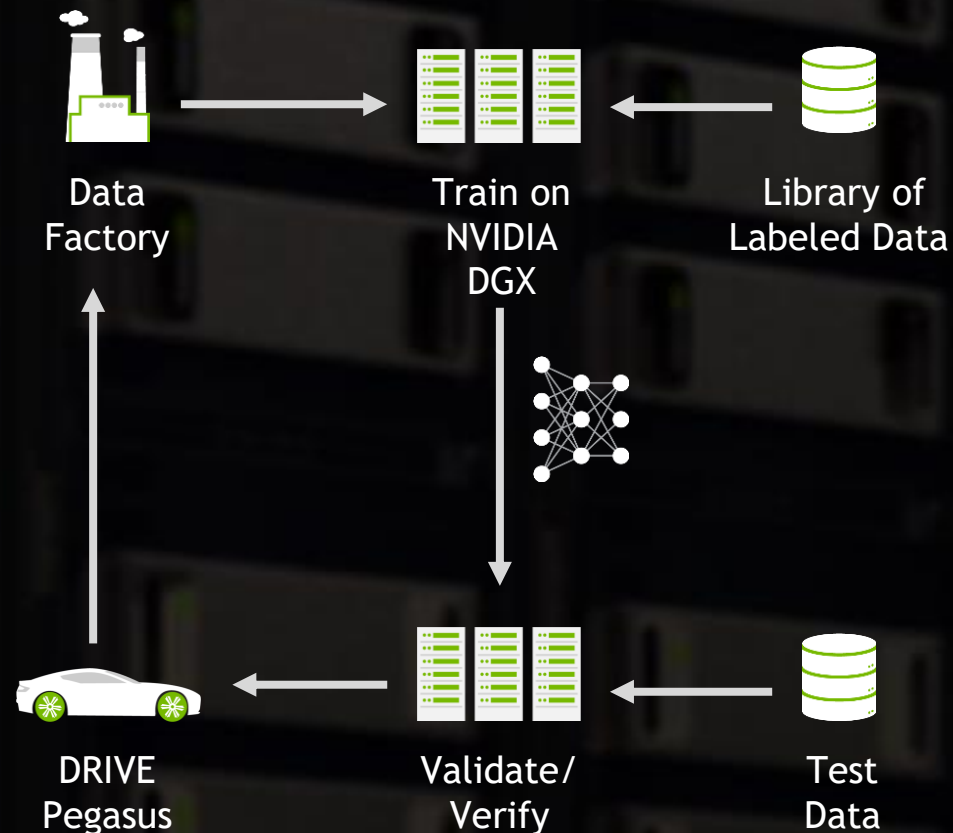 Data
Factory
Train on
NVIDIA
DGX
Library of
Labeled Data
DRIVE
Pegasus
Validate/
Verify
Test
Data